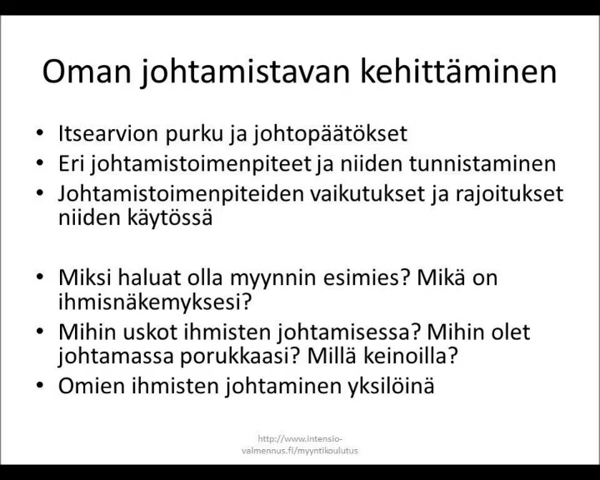 Oman johtamistavan kehittäminen
• Itsearvion purku ja johtopäätökset
• Eri johtamistoimenpiteet ja niiden tunnistaminen
• Johtamistoimenpiteiden vaikutukset ja rajoitukset
niiden käytössä
• Miksi haluat olla myynnin esimies? Mikä on
ihmisnäkemyksesi?
• Mihin uskot ihmisten johtamisessa? Mihin olet
johtamassa porukkaasi? Millä keinoilla?
• Omien ihmisten johtaminen yksilöinä
http://www.intensio-
valmennus.fi/myyntikoulutus